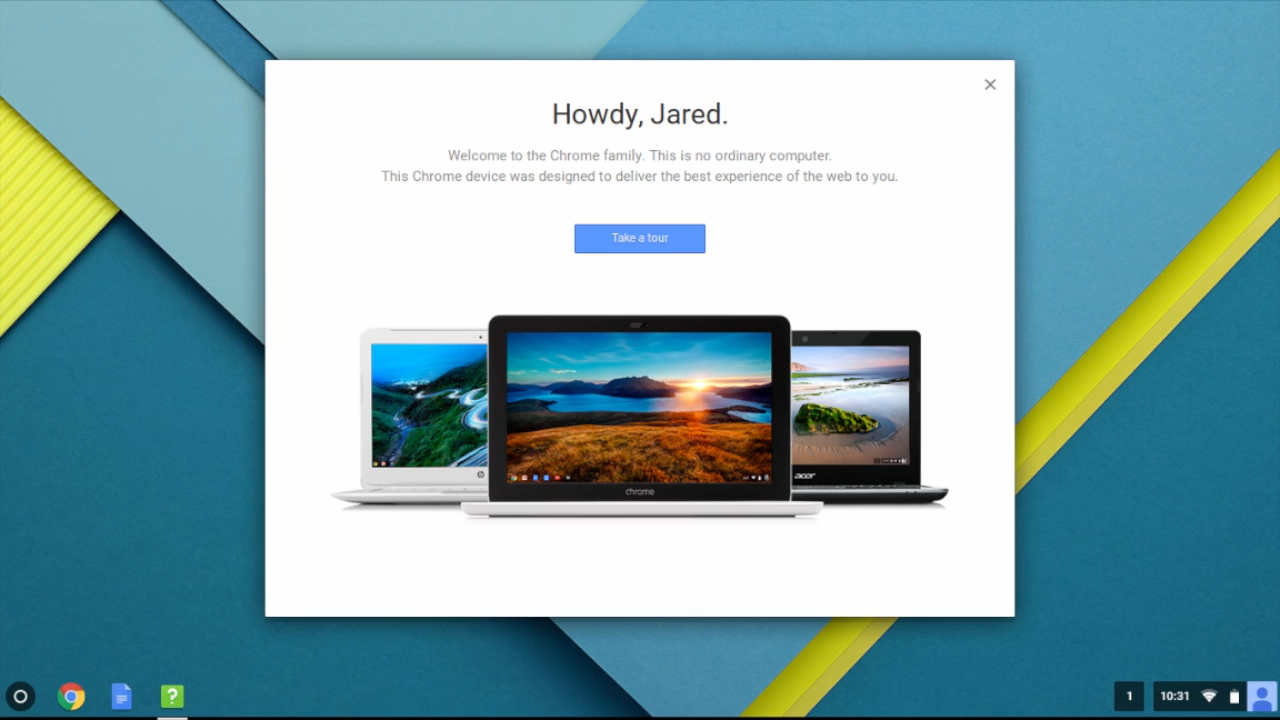 Howdy, Jared.
Welcome to the Chrome family. This is no ordinary computer.
This Chrome device was designed to deliver the best experience of the web to you.
Take a tour
hp
acer
chrome
1
10:31